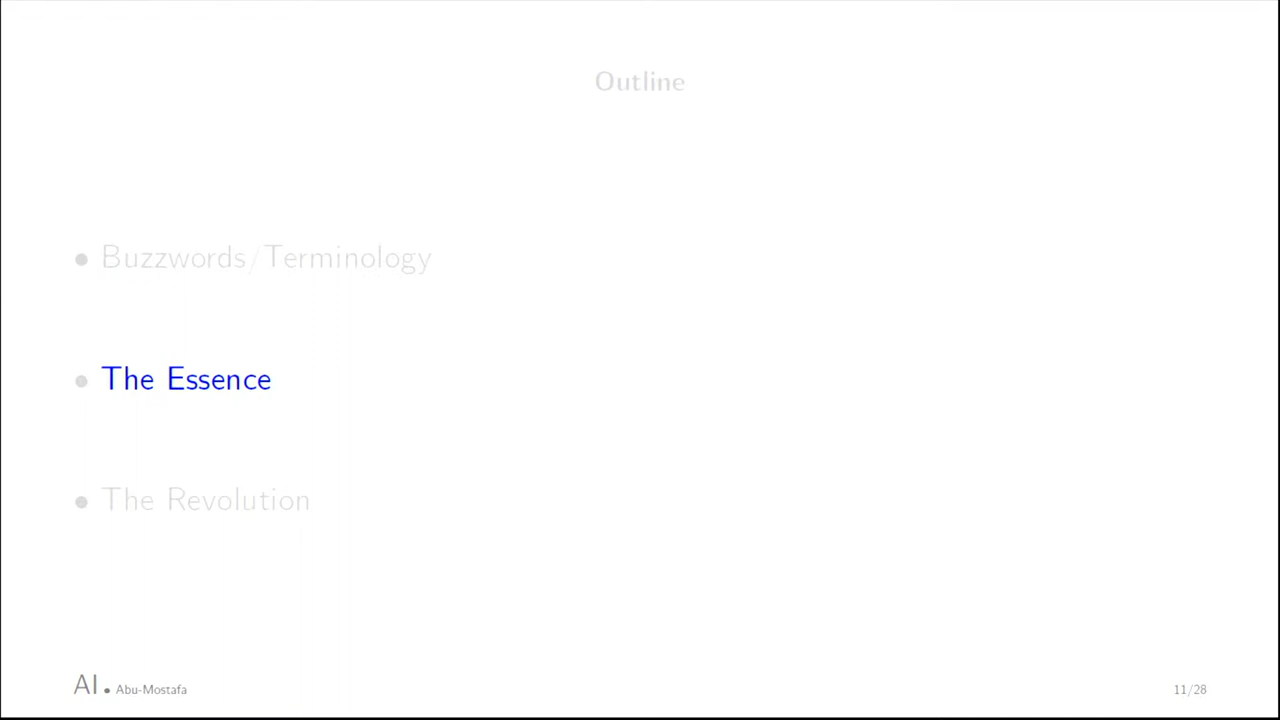 Outline
• Buzzwords/Terminology
• The Essence
• The Revolution
AI • Abu-Mostafa
11/28